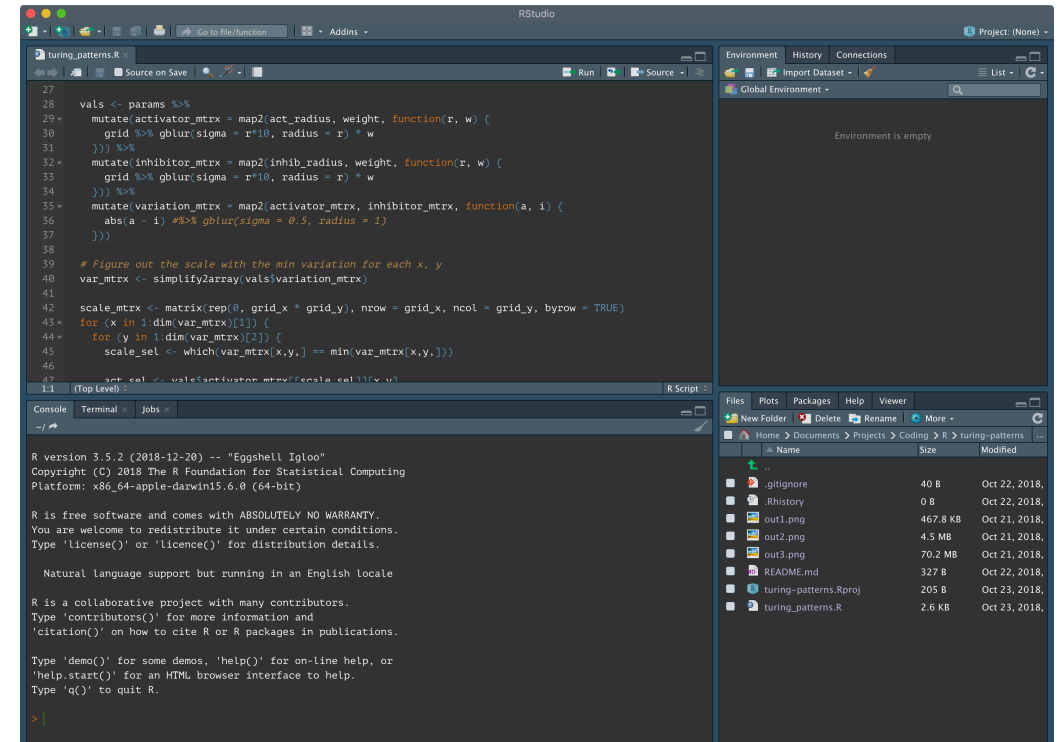 RStudio
Go to file/function
Addins
Project: (None)
turing_patterns.R
Source on Save
Run
Source
27
28 vals <- params %>%
29 mutate(activator_mtrx = map2(act_radius, weight, function(r, w) {
30 grid %>% gblur(sigma = r*10, radius = r) * w
31 })) %>%
32 mutate(inhibitor_mtrx = map2(inhib_radius, weight, function(r, w) {
33 grid %>% gblur(sigma = r*10, radius = r) * w
34 })) %>%
35 mutate(variation_mtrx = map2(activator_mtrx, inhibitor_mtrx, function(a, i) {
36 abs(a - i) #%>% gblur(sigma = 0.5, radius = 1)
37 }))
38
39 # Figure out the scale with the min variation for each x, y
40 var_mtrx <- simplify2array(vals$variation_mtrx)
41
42 scale_mtrx <- matrix(rep(0, grid_x * grid_y), nrow = grid_x, ncol = grid_y, byrow = TRUE)
43 for (x in 1:dim(var_mtrx)[1]) {
44 for (y in 1:dim(var_mtrx)[2]) {
45 scale_sel <- which(var_mtrx[x,y,] == min(var_mtrx[x,y,]))
46
47 act_sel <- vals$activator_mtrx[[scale_sel]][x,y]
1:1 (Top Level) R Script
Console Terminal Jobs
~/
R version 3.5.2 (2018-12-20) -- "Eggshell Igloo"
Copyright (C) 2018 The R Foundation for Statistical Computing
Platform: x86_64-apple-darwin15.6.0 (64-bit)
R is free software and comes with ABSOLUTELY NO WARRANTY.
You are welcome to redistribute it under certain conditions.
Type 'license()' or 'licence()' for distribution details.
Natural language support but running in an English locale
R is a collaborative project with many contributors.
Type 'contributors()' for more information and
'citation()' on how to cite R or R packages in publications.
Type 'demo()' for some demos, 'help()' for on-line help, or
'help.start()' for an HTML browser interface to help.
Type 'q()' to quit R.
>
Environment History Connections
Import Dataset List
Global Environment
Environment is empty
Files Plots Packages Help Viewer
New Folder Delete Rename More
Home Documents Projects Coding R turing-patterns ...
Name Size Modified
..
.gitignore 40 B Oct 22, 2018,
.Rhistory 0 B Oct 22, 2018,
out1.png 467.8 KB Oct 21, 2018,
out2.png 4.5 MB Oct 21, 2018,
out3.png 70.2 MB Oct 21, 2018,
README.md 327 B Oct 22, 2018,
turing-patterns.Rproj 205 B Oct 23, 2018,
turing_patterns.R 2.6 KB Oct 23, 2018,